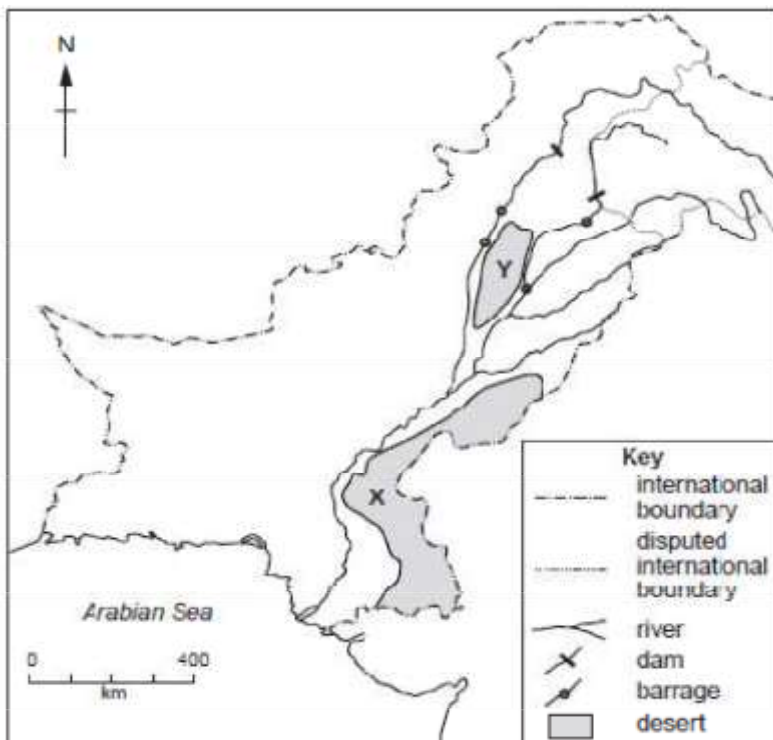 N
Y
X
Arabian Sea
0 400
km
Key
international
boundary
disputed
international
boundary
river
dam
barrage
desert